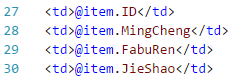 27 <td>@item.ID</td>
28 <td>@item.MingCheng</td>
29 <td>@item.FabuRen</td>
30 <td>@item.JieShao</td>